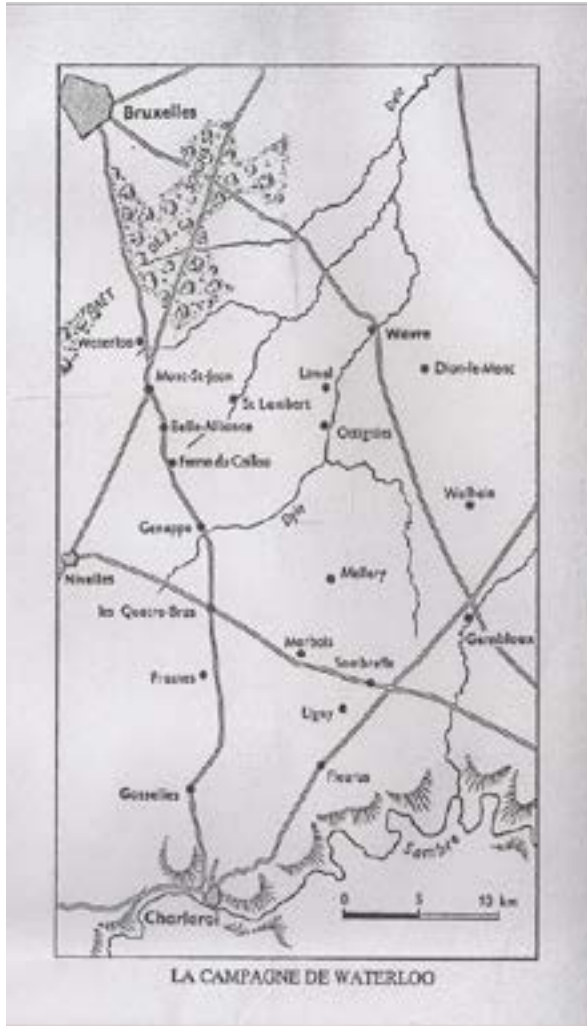 Bruxelles
Dyle
Waterloo
Wavre
Mont-St-Jean
Limal
Dion-le-Mont
St Lambert
Belle-Alliance
Ottignies
Ferme du Caillou
Walhain
Genappe
Dyle
Nivelles
Mellery
les Quatre-Bras
Gembloux
Marbais
Sombreffe
Frasnes
Ligny
Fleurus
Gosselies
Sambre
0 5 10 km
Charleroi
LA CAMPAGNE DE WATERLOO